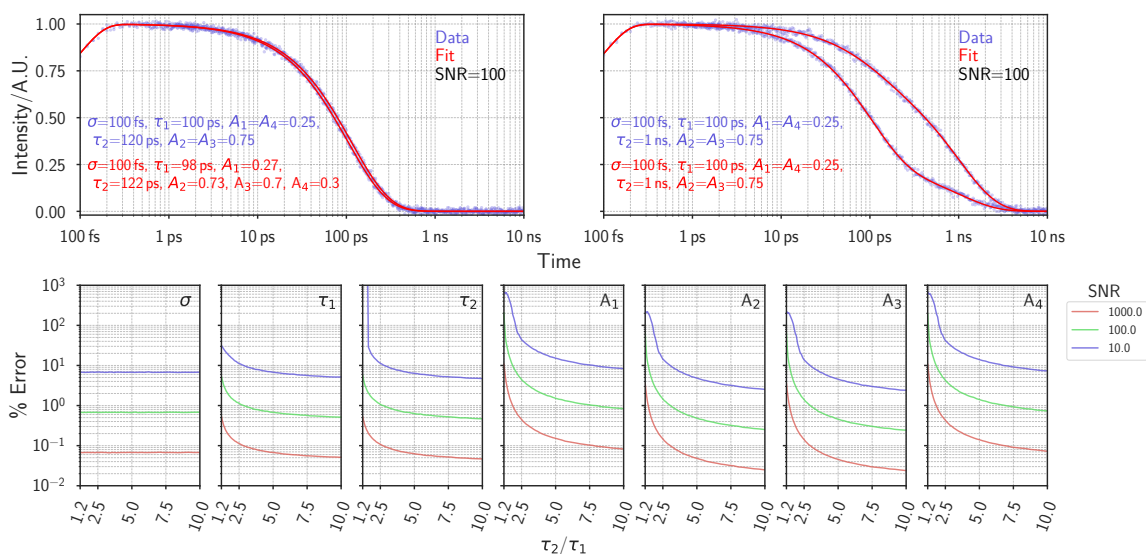 1.00
0.75
0.50
0.25
0.00
Intensity/A.U.
Data
Fit
SNR=100
σ=100 fs, τ₁=100 ps, A₁=A₄=0.25,
τ₂=120 ps, A₂=A₃=0.75
σ=100 fs, τ₁=98 ps, A₁=0.27,
τ₂=122 ps, A₂=0.73, A₃=0.7, A₄=0.3
100 fs 1 ps 10 ps 100 ps 1 ns 10 ns
Data
Fit
SNR=100
σ=100 fs, τ₁=100 ps, A₁=A₄=0.25,
τ₂=1 ns, A₂=A₃=0.75
σ=100 fs, τ₁=100 ps, A₁=A₄=0.25,
τ₂=1 ns, A₂=A₃=0.75
100 fs 1 ps 10 ps 100 ps 1 ns 10 ns
Time
10³
10²
10¹
10⁰
10⁻¹
10⁻²
% Error
σ τ₁ τ₂ A₁ A₂ A₃ A₄
SNR
1000.0
100.0
10.0
1.2 2.5 5.0 7.5 10.0 1.2 2.5 5.0 7.5 10.0 1.2 2.5 5.0 7.5 10.0 1.2 2.5 5.0 7.5 10.0 1.2 2.5 5.0 7.5 10.0 1.2 2.5 5.0 7.5 10.0 1.2 2.5 5.0 7.5 10.0
τ₂/τ₁